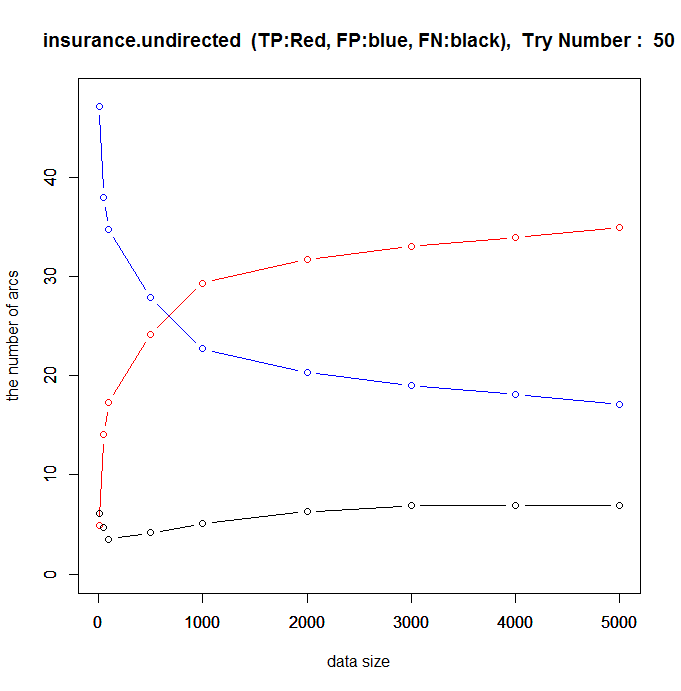 insurance.undirected (TP:Red, FP:blue, FN:black), Try Number : 50
the number of arcs
40
30
20
10
0
0 1000 2000 3000 4000 5000
data size